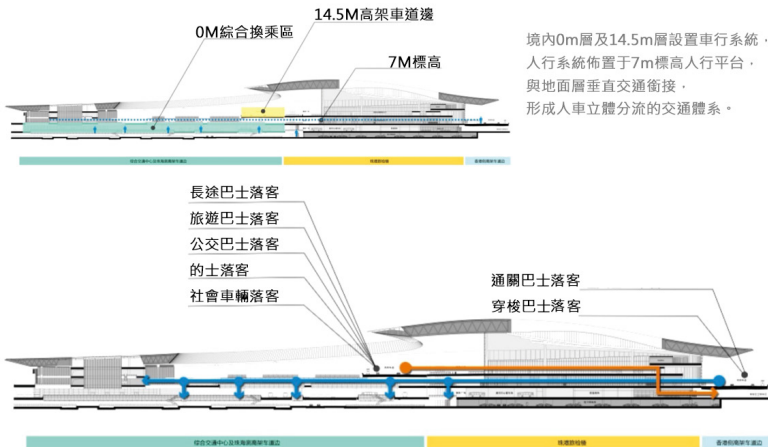 14.5M高架車道邊
0M綜合換乘區
7M標高
境內0m層及14.5m層設置車行系統，
人行系統佈置于7m標高人行平台，
與地面層垂直交通銜接，
形成人車立體分流的交通體系。
長途巴士落客
旅遊巴士落客
公交巴士落客
的士落客
社會車輛落客
通關巴士落客
穿梭巴士落客